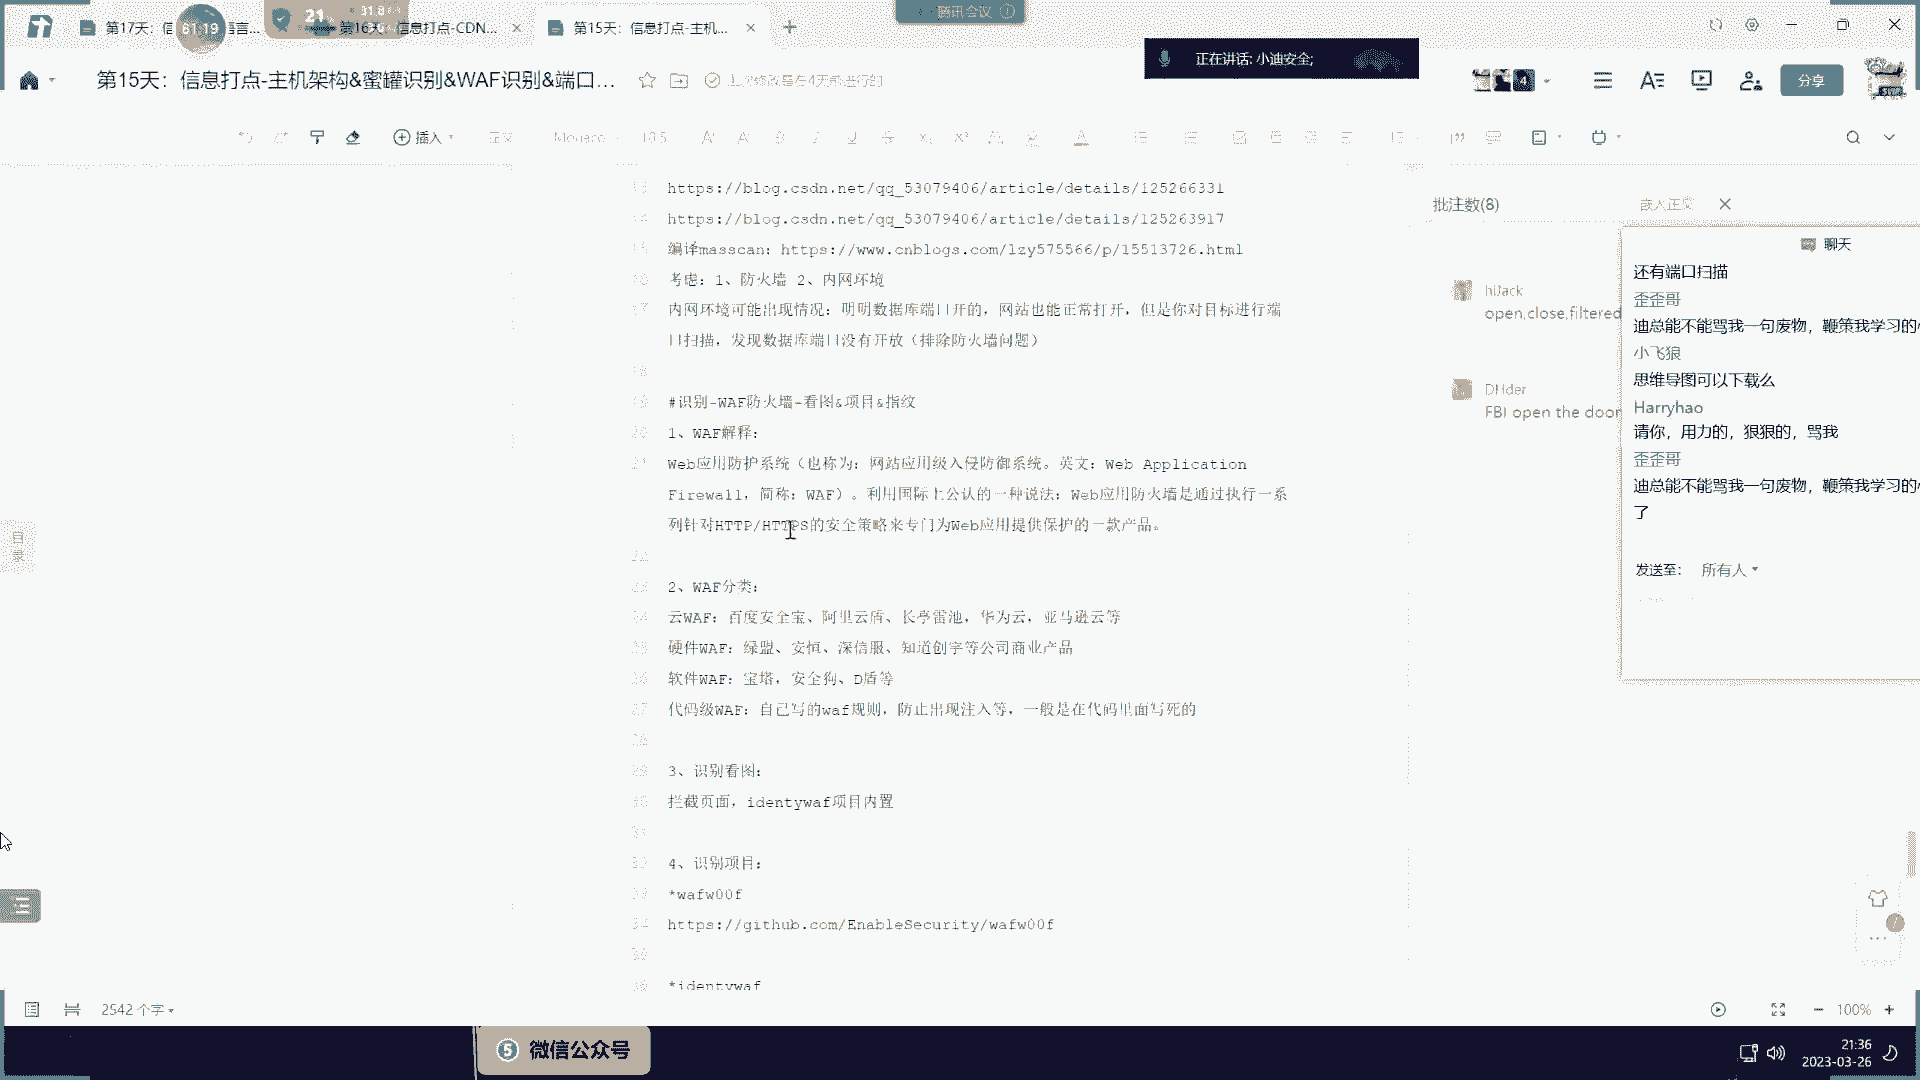 第17天：信
言...
81:19
21
31.8
第16天：信息打点-CDN...
第15天：信息打点-主机...
腾讯会议
正在讲话: 小迪安全;
第15天：信息打点-主机架构&蜜罐识别&WAF识别&端口...
上次修改是在4天前进行的
4
分享
插入
正文
Monaco
10.5
https://blog.csdn.net/qq_53079406/article/details/125266331
https://blog.csdn.net/qq_53079406/article/details/125263917
编译masscan：https://www.cnblogs.com/lzy575566/p/15513726.html
考虑：1、防火墙 2、内网环境
内网环境可能出现情况：明明数据库端口开的，网站也能正常打开，但是你对目标进行端
口扫描，发现数据库端口没有开放（排除防火墙问题）
#识别-WAF防火墙-看图&项目&指纹
1、WAF解释：
Web应用防护系统（也称为：网站应用级入侵防御系统。英文：Web Application
Firewall，简称：WAF）。利用国际上公认的一种说法：Web应用防火墙是通过执行一系
列针对HTTP/HTTPS的安全策略来专门为Web应用提供保护的一款产品。
2、WAF分类：
云WAF：百度安全宝、阿里云盾、长亭雷池，华为云，亚马逊云等
硬件WAF：绿盟、安恒、深信服、知道创宇等公司商业产品
软件WAF：宝塔，安全狗、D盾等
代码级WAF：自己写的waf规则，防止出现注入等，一般是在代码里面写死的
3、识别看图：
拦截页面，identywaf项目内置
4、识别项目：
*wafw00f
https://github.com/EnableSecurity/wafw00f
*identywaf
目
录
批注数(8)
嵌入正文
hiJack
open,close,filtered
DHder
FBI open the door
聊天
还有端口扫描
歪歪哥
迪总能不能骂我一句废物，鞭策我学习的
小飞狼
思维导图可以下载么
Harryhao
请你，用力的，狠狠的，骂我
歪歪哥
迪总能不能骂我一句废物，鞭策我学习的
了
发送至：
所有人
2542 个字
100%
微信公众号
21:36
2023-03-26